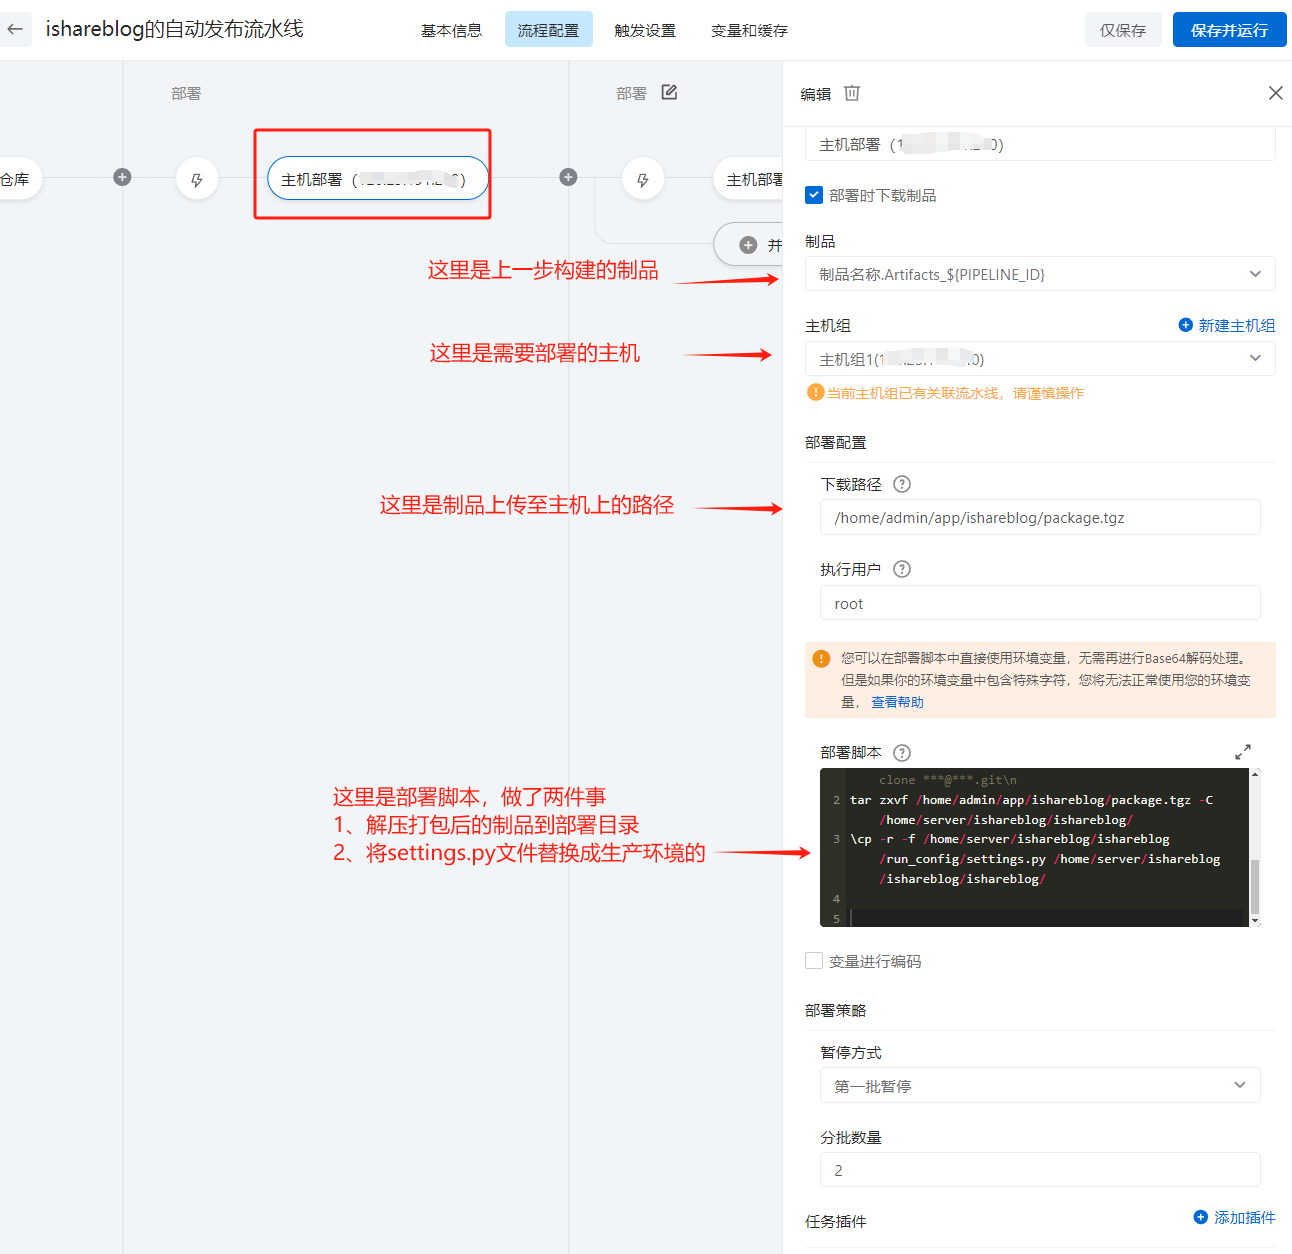 ishareblog的自动发布流水线
基本信息
流程配置
触发设置
变量和缓存
仅保存
保存并运行
部署
部署
仓库
主机部署（
）
主机部署
并
这里是上一步构建的制品
这里是需要部署的主机
这里是制品上传至主机上的路径
这里是部署脚本，做了两件事
1、解压打包后的制品到部署目录
2、将settings.py文件替换成生产环境的
编辑
主机部署（1 0)
部署时下载制品
制品
制品名称.Artifacts_${PIPELINE_ID}
主机组
新建主机组
主机组1(1 0)
当前主机组已有关联流水线，请谨慎操作
部署配置
下载路径
/home/admin/app/ishareblog/package.tgz
执行用户
root
您可以在部署脚本中直接使用环境变量，无需再进行Base64解码处理。
但是如果你的环境变量中包含特殊字符，您将无法正常使用您的环境变
量， 查看帮助
部署脚本
clone ***@***.git\n
2 tar zxvf /home/admin/app/ishareblog/package.tgz -C
/home/server/ishareblog/ishareblog/
3 \cp -r -f /home/server/ishareblog/ishareblog
/run_config/settings.py /home/server/ishareblog
/ishareblog/ishareblog/
4
5
变量进行编码
部署策略
暂停方式
第一批暂停
分批数量
2
任务插件
添加插件